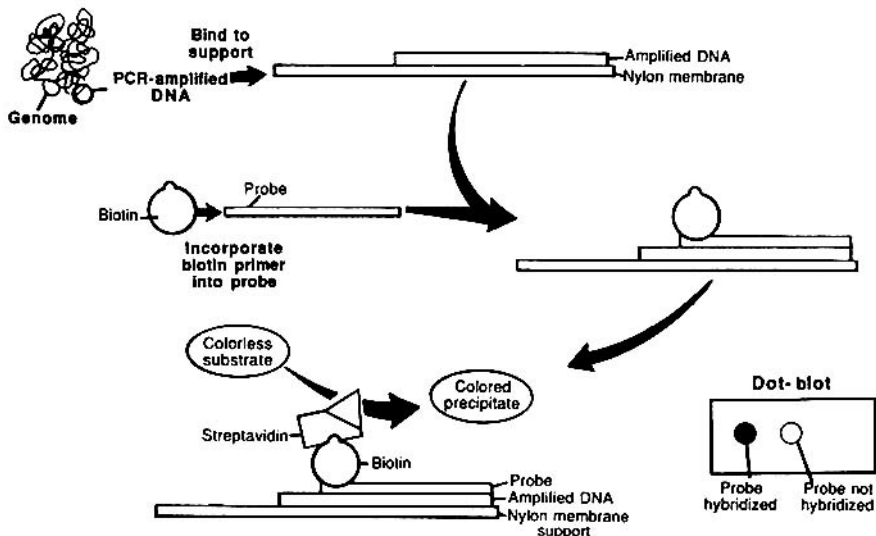 Bind to
support
PCR-amplified
DNA
Genome
Amplified DNA
Nylon membrane
Probe
Biotin
Incorporate
biotin primer
into probe
Colorless
substrate
Colored
precipitate
Streptavidin
Biotin
Probe
Amplified DNA
Nylon membrane
support
Dot-blot
Probe
hybridized
Probe not
hybridized